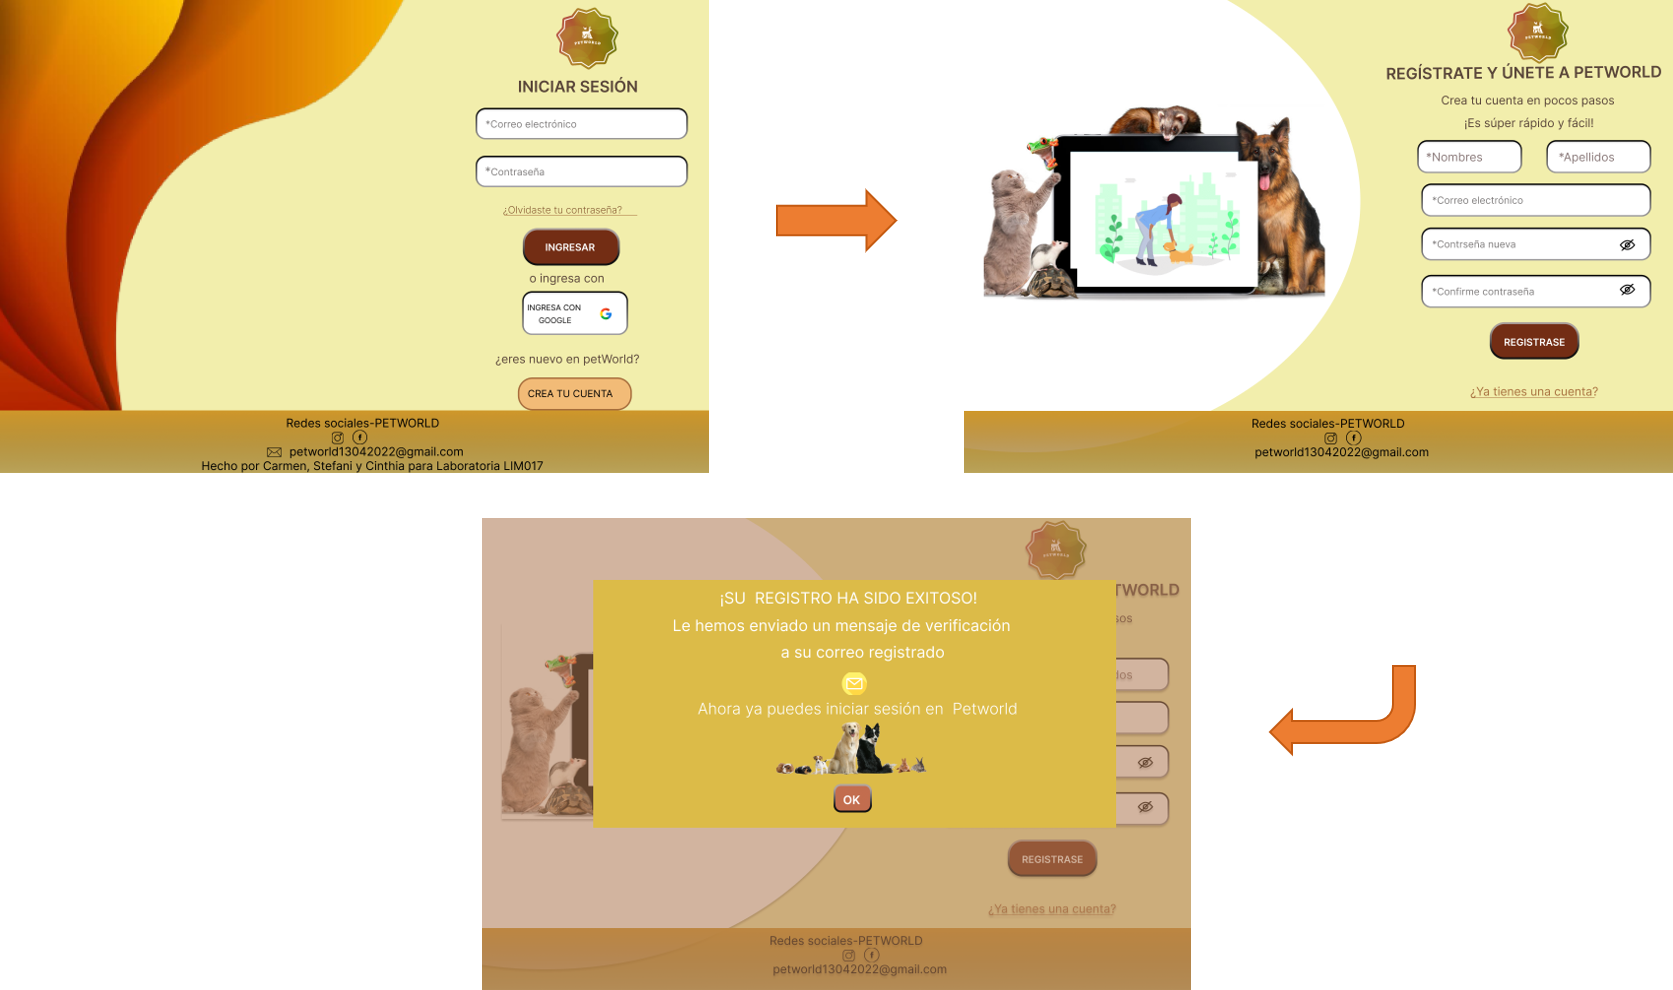 PETWORLD
INICIAR SESIÓN
*Correo electrónico
*Contraseña
¿Olvidaste tu contraseña?
INGRESAR
o ingresa con
INGRESA CON
GOOGLE
¿eres nuevo en petWorld?
CREA TU CUENTA
Redes sociales-PETWORLD
petworld13042022@gmail.com
Hecho por Carmen, Stefani y Cinthia para Laboratoria LIM017
PETWORLD
REGÍSTRATE Y ÚNETE A PETWORLD
Crea tu cuenta en pocos pasos
¡Es súper rápido y fácil!
*Nombres *Apellidos
*Correo electrónico
*Contrseña nueva
*Confirme contraseña
REGISTRASE
¿Ya tienes una cuenta?
Redes sociales-PETWORLD
petworld13042022@gmail.com
PETWORLD
TWORLD
¡SU REGISTRO HA SIDO EXITOSO!
sos
Le hemos enviado un mensaje de verificación
a su correo registrado
dos
Ahora ya puedes iniciar sesión en Petworld
OK
REGISTRASE
¿Ya tienes una cuenta?
Redes sociales-PETWORLD
petworld13042022@gmail.com